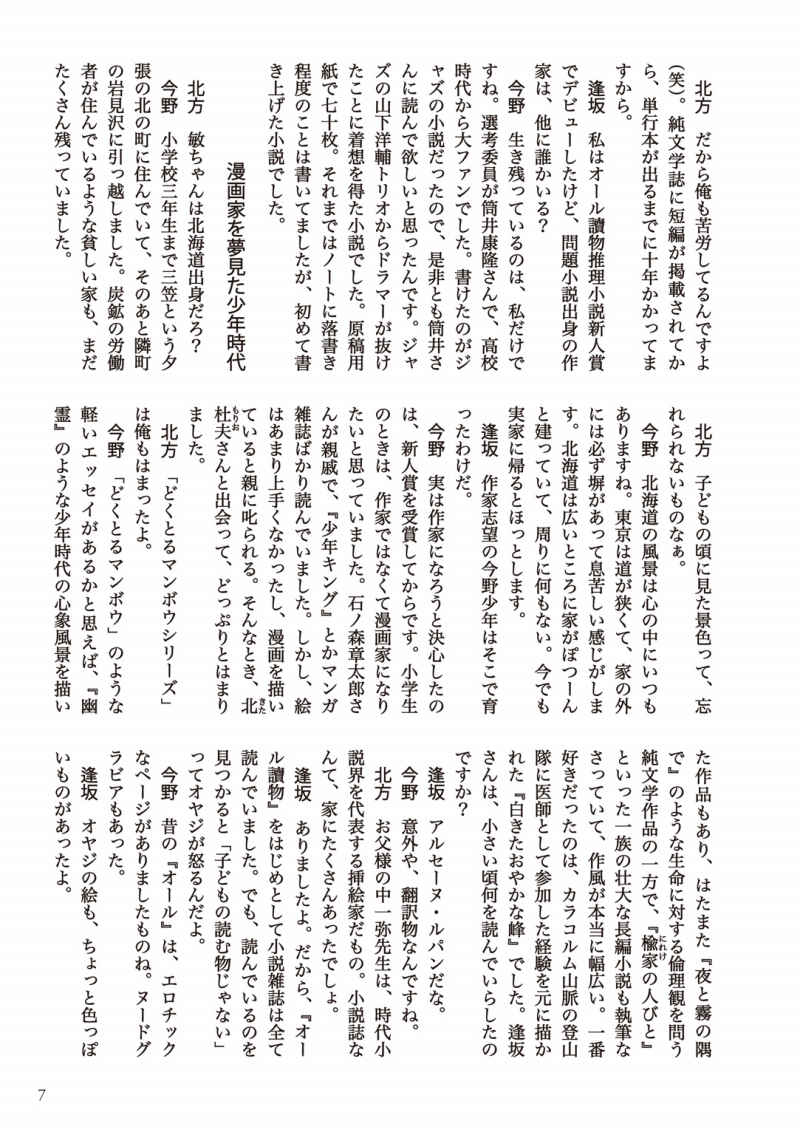 北方　だから俺も苦労してるんですよ
（笑）。純文学誌に短編が掲載されてか
ら、単行本が出るまでに十年かかってま
すから。
逢坂　私はオール讀物推理小説新人賞
でデビューしたけど、問題小説出身の作
家は、他に誰かいる？
今野　生き残っているのは、私だけで
すね。選考委員が筒井康隆さんで、高校
時代から大ファンでした。書けたのがジ
ャズの小説だったので、是非とも筒井さ
んに読んで欲しいと思ったんです。ジャ
ズの山下洋輔トリオからドラマーが抜け
たことに着想を得た小説でした。原稿用
紙で七十枚。それまではノートに落書き
程度のことは書いてましたが、初めて書
き上げた小説でした。
漫画家を夢見た少年時代
北方　敏ちゃんは北海道出身だろ？
今野　小学校三年生まで三笠という夕
張の北の町に住んでいて、そのあと隣町
の岩見沢に引っ越しました。炭鉱の労働
者が住んでいるような貧しい家も、まだ
たくさん残っていました。
北方　子どもの頃に見た景色って、忘
れられないものなぁ。
今野　北海道の風景は心の中にいつも
ありますね。東京は道が狭くて、家の外
には必ず塀があって息苦しい感じがしま
す。北海道は広いところに家がぽつーん
と建っていて、周りに何もない。今でも
実家に帰るとほっとします。
逢坂　作家志望の今野少年はそこで育
ったわけだ。
今野　実は作家になろうと決心したの
は、新人賞を受賞してからです。小学生
のときは、作家ではなくて漫画家になり
たいと思っていました。石ノ森章太郎さ
んが親戚で、『少年キング』とかマンガ
雑誌ばかり読んでいました。しかし、絵
はあまり上手くなかったし、漫画を描い
ていると親に叱られる。そんなとき、北きた
杜夫もりおさんと出会って、どっぷりとはまり
ました。
北方　「どくとるマンボウシリーズ」
は俺もはまったよ。
今野　「どくとるマンボウ」のような
軽いエッセイがあるかと思えば、『幽
霊』のような少年時代の心象風景を描い
た作品もあり、はたまた『夜と霧の隅
で』のような生命に対する倫理観を問う
純文学作品の一方で、『楡家にれけの人びと』
といった一族の壮大な長編小説も執筆な
さっていて、作風が本当に幅広い。一番
好きだったのは、カラコルム山脈の登山
隊に医師として参加した経験を元に描か
れた『白きたおやかな峰』でした。逢坂
さんは、小さい頃何を読んでいらしたの
ですか？
逢坂　アルセーヌ・ルパンだな。
今野　意外や、翻訳物なんですね。
北方　お父様の中一弥先生は、時代小
説界を代表する挿絵家だもの。小説誌な
んて、家にたくさんあったでしょ。
逢坂　ありましたよ。だから、『オー
ル讀物』をはじめとして小説雑誌は全て
読んでいました。でも、読んでいるのを
見つかると「子どもの読む物じゃない」
ってオヤジが怒るんだよ。
今野　昔の『オール』は、エロチック
なページがありましたものね。ヌードグ
ラビアもあった。
逢坂　オヤジの絵も、ちょっと色っぽ
いものがあったよ。
7